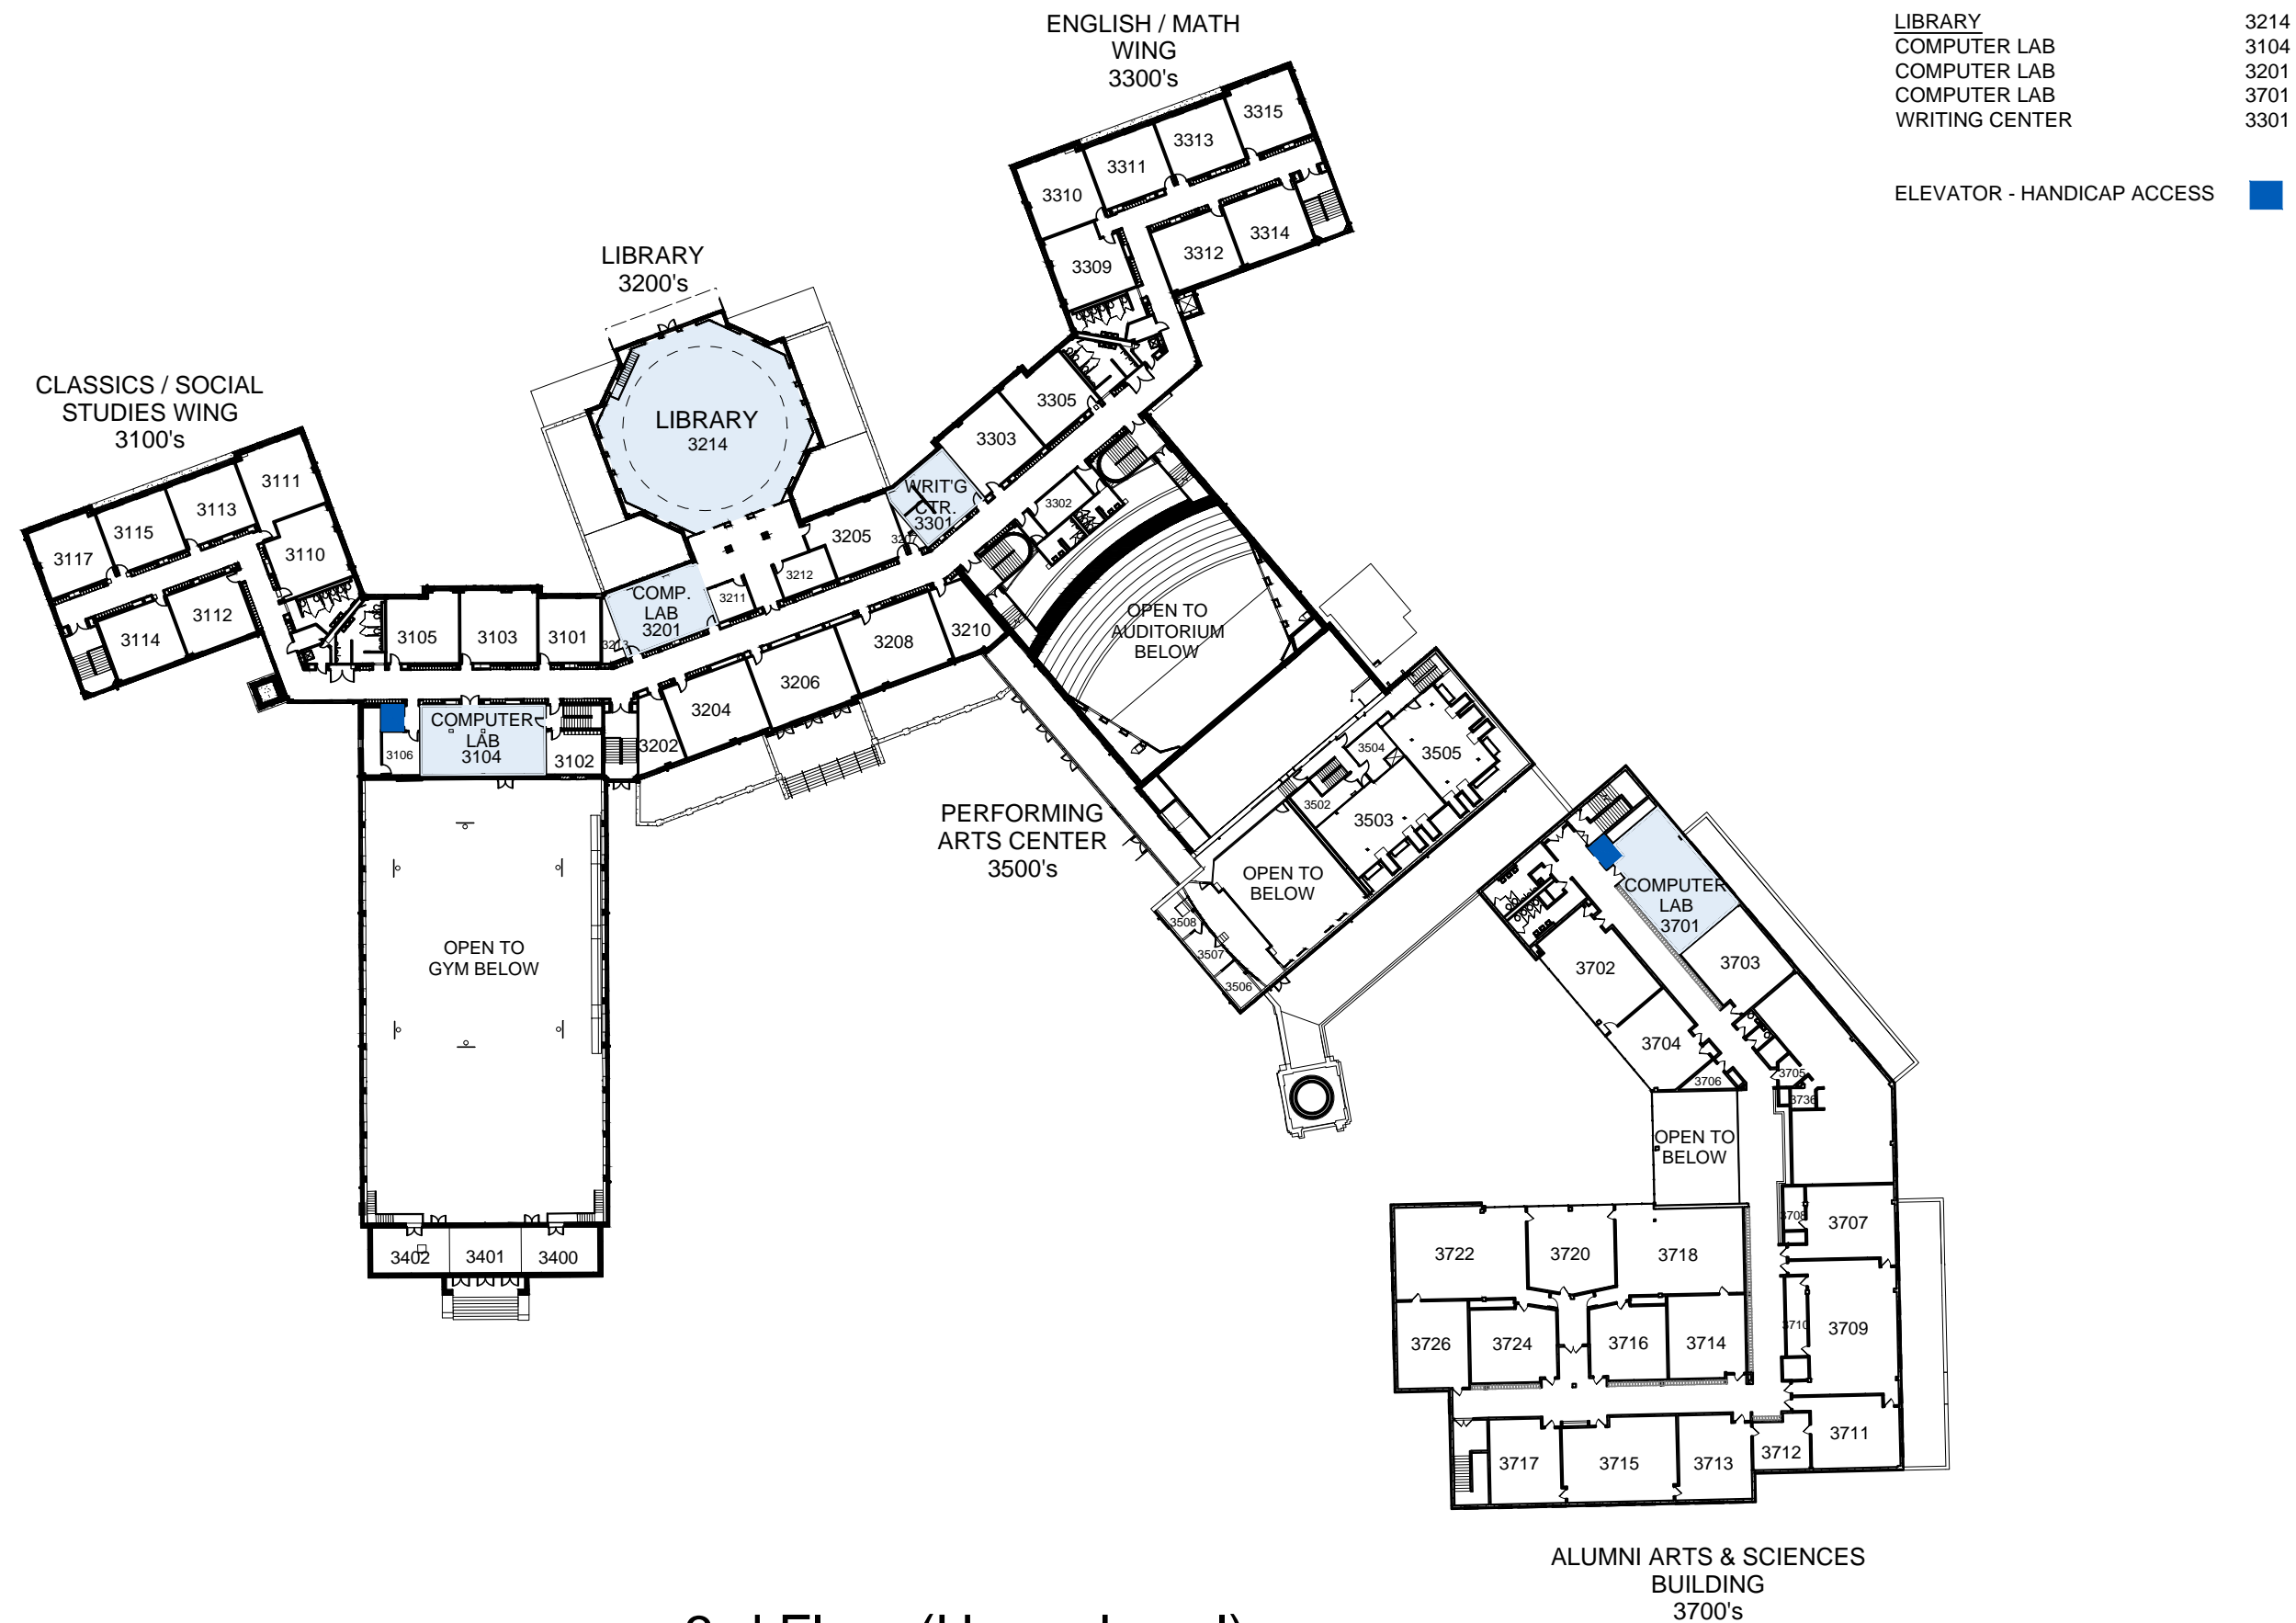 ENGLISH / MATH
WING
3300's
LIBRARY 3214
COMPUTER LAB 3104
COMPUTER LAB 3201
COMPUTER LAB 3701
WRITING CENTER 3301
ELEVATOR - HANDICAP ACCESS
3315
3313
3311
3310
3314
3312
3309
LIBRARY
3200's
CLASSICS / SOCIAL
STUDIES WING
3100's
LIBRARY
3214
3305
3303
WRIT'G
CTR.
3301
3302
3111
3113
3115
3117
3110
3112
3114
3205
3207
3212
3211
COMP.
LAB
3201
3213
3105
3103
3101
3210
3208
3206
3204
3202
COMPUTER
LAB
3104
3106
3102
OPEN TO
AUDITORIUM
BELOW
3505
3504
3502
3503
PERFORMING
ARTS CENTER
3500's
OPEN TO
BELOW
3508
3507
3506
COMPUTER
LAB
3701
3703
3702
3704
3706
3705
3736
OPEN TO
GYM BELOW
OPEN TO
BELOW
3402
3401
3400
3708
3707
3722
3720
3718
3710
3709
3726
3724
3716
3714
3711
3712
3717
3715
3713
ALUMNI ARTS & SCIENCES
BUILDING
3700's